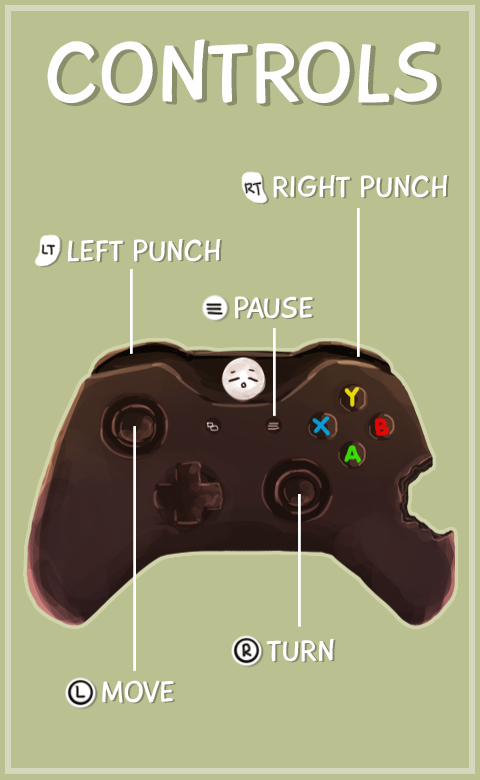 CONTROLS
RT RIGHT PUNCH
LT LEFT PUNCH
PAUSE
Y
X B
A
R TURN
L MOVE